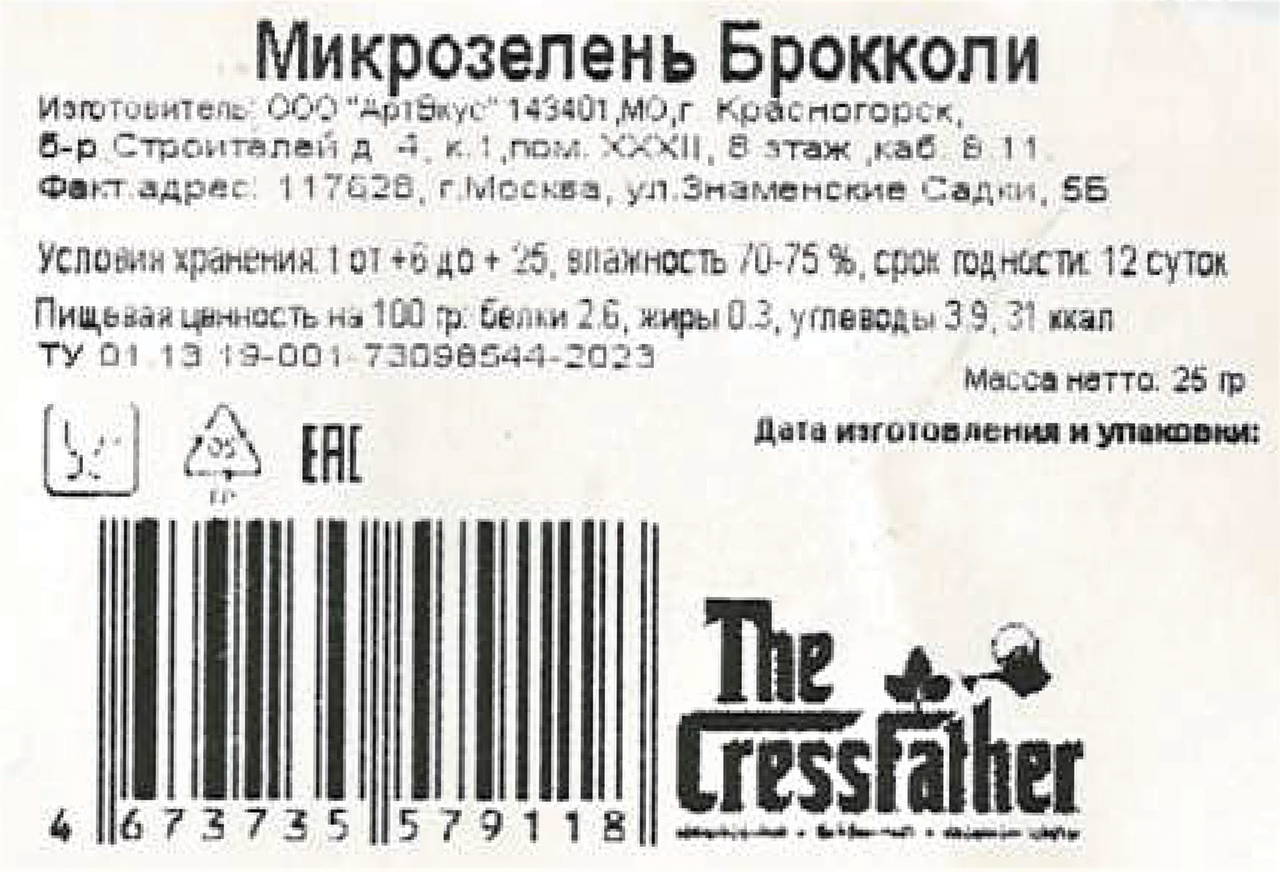 Микрозелень Брокколи
Изготовитель: ООО "АртВкус" 143401,МО,г. Красногорск,
б-р Строителей д. 4, к.1,пом. XXXII, 8 этаж ,каб. 8.11.
Факт.адрес: 117628, г.Москва, ул.Знаменские Садки, 5Б
Условия хранения: t от +6 до + 25, влажность 70-75 %, срок годности: 12 суток
Пищевая ценность на 100 гр: белки 2.6, жиры 0.3, углеводы 3.9, 31 ккал
ТУ 01.13.19-001-73098544-2023
Масса нетто: 25 гр
Дата изготовления и упаковки:
05
EAC
The
Cressfather
4 673735 579118